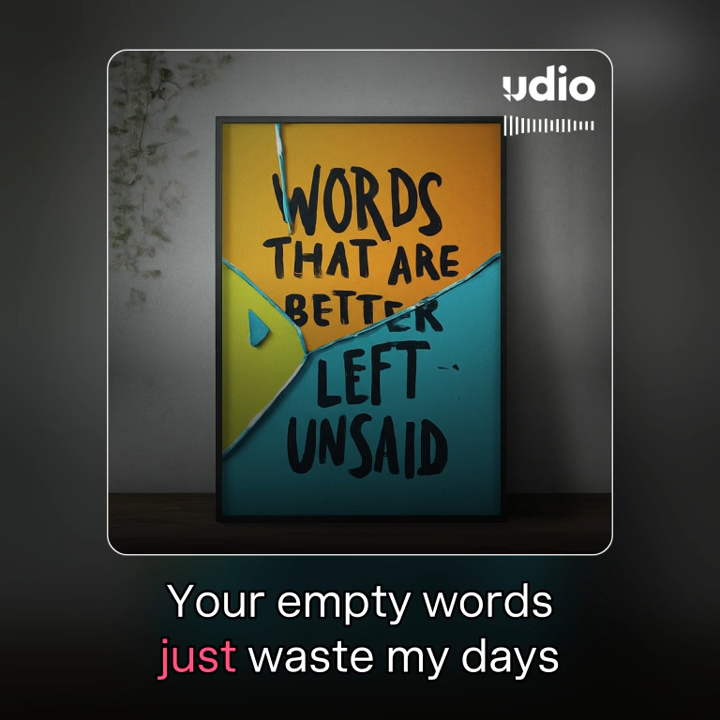 udio
WORDS
THAT ARE
BETTER
LEFT
UNSAID
Your empty words
just waste my days